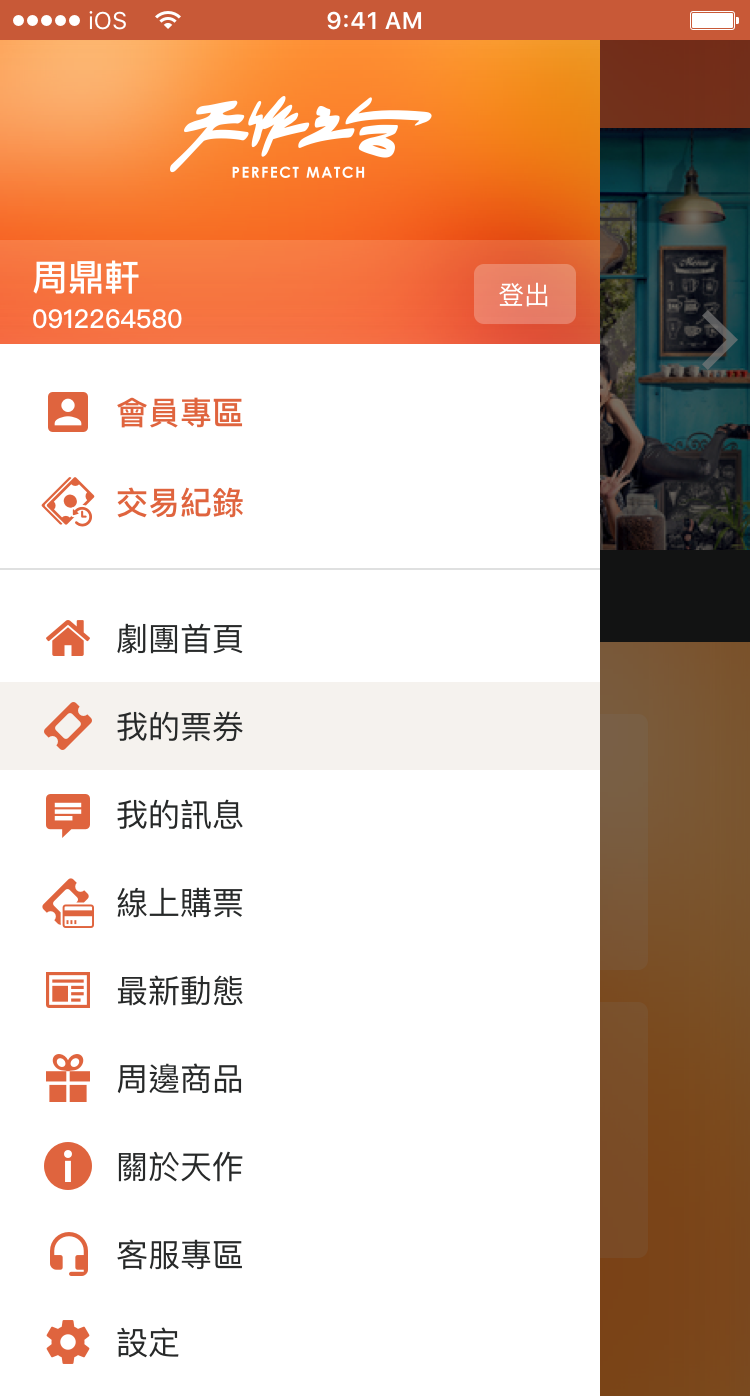 iOS 9:41 AM
天作之合
PERFECT MATCH
周鼎軒
0912264580
登出
會員專區
交易紀錄
劇團首頁
我的票券
我的訊息
線上購票
最新動態
周邊商品
關於天作
客服專區
設定